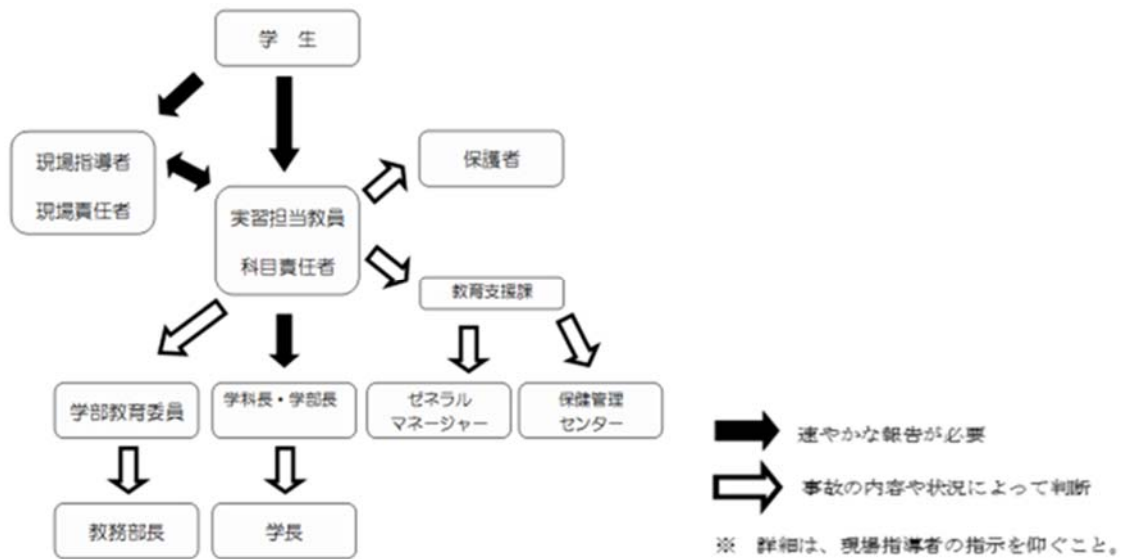 学 生
現場指導者
現場責任者
保護者
実習担当教員
科目責任者
教育支援課
学部教育委員
学科長・学部長
ゼネラル
マネージャー
保健管理
センター
速やかな報告が必要
事故の内容や状況によって判断
教務部長
学長
※ 詳細は、現場指導者の指示を仰ぐこと。